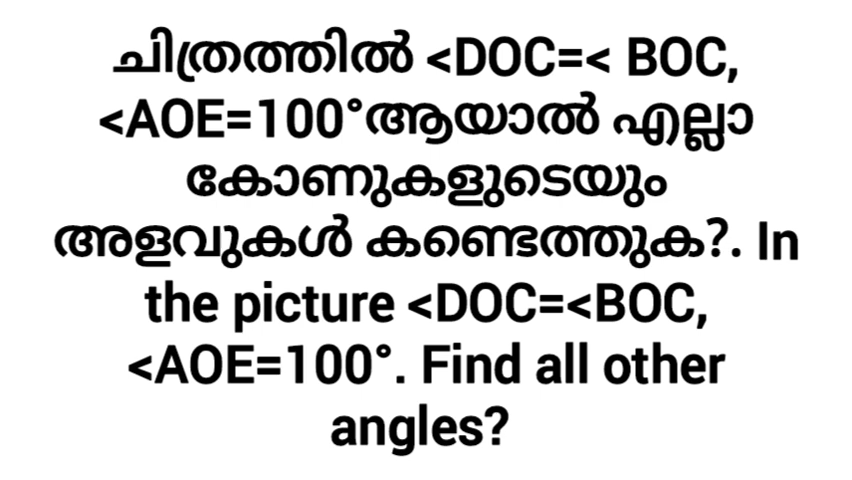 ചിത്രത്തിൽ <DOC=< BOC,
<AOE=100°ആയാൽ എല്ലാ
കോണുകളുടെയും
അളവുകൾ കണ്ടെത്തുക?. In
the picture <DOC=<BOC,
<AOE=100°. Find all other
angles?